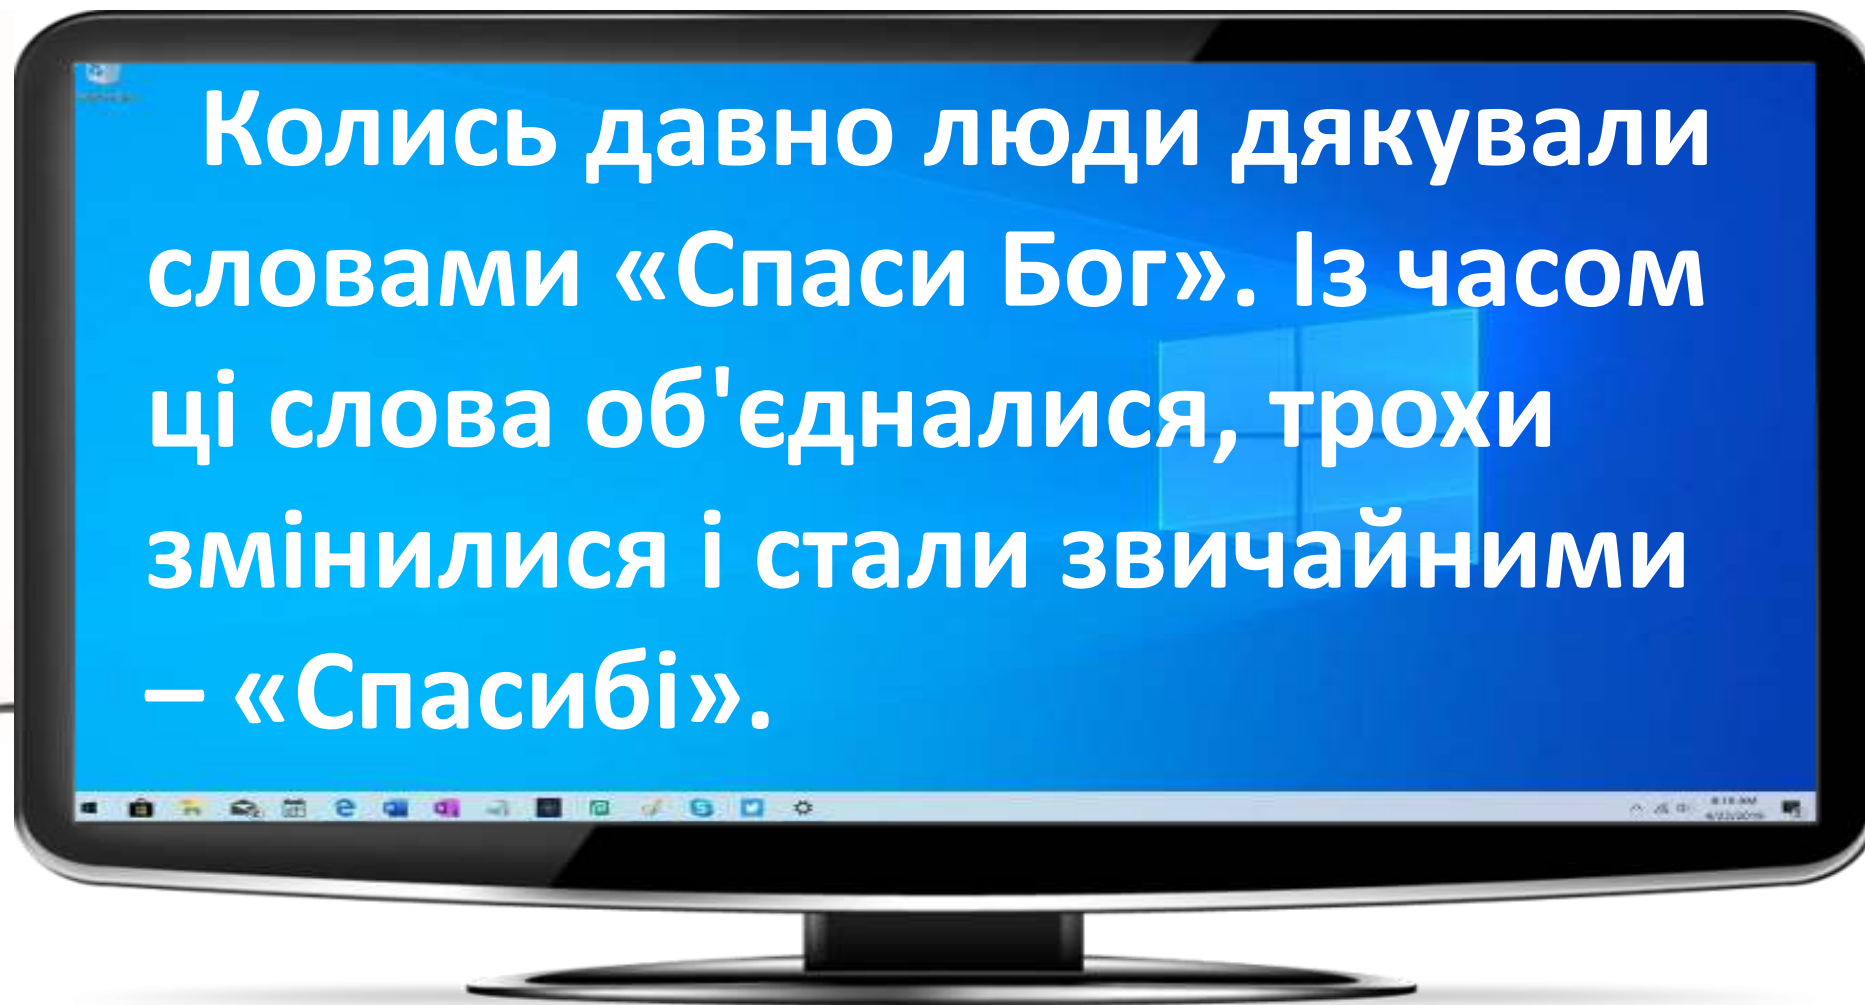 Колись давно люди дякували
словами «Спаси Бог». Із часом
ці слова об'єдналися, трохи
змінилися і стали звичайними
– «Спасибі».